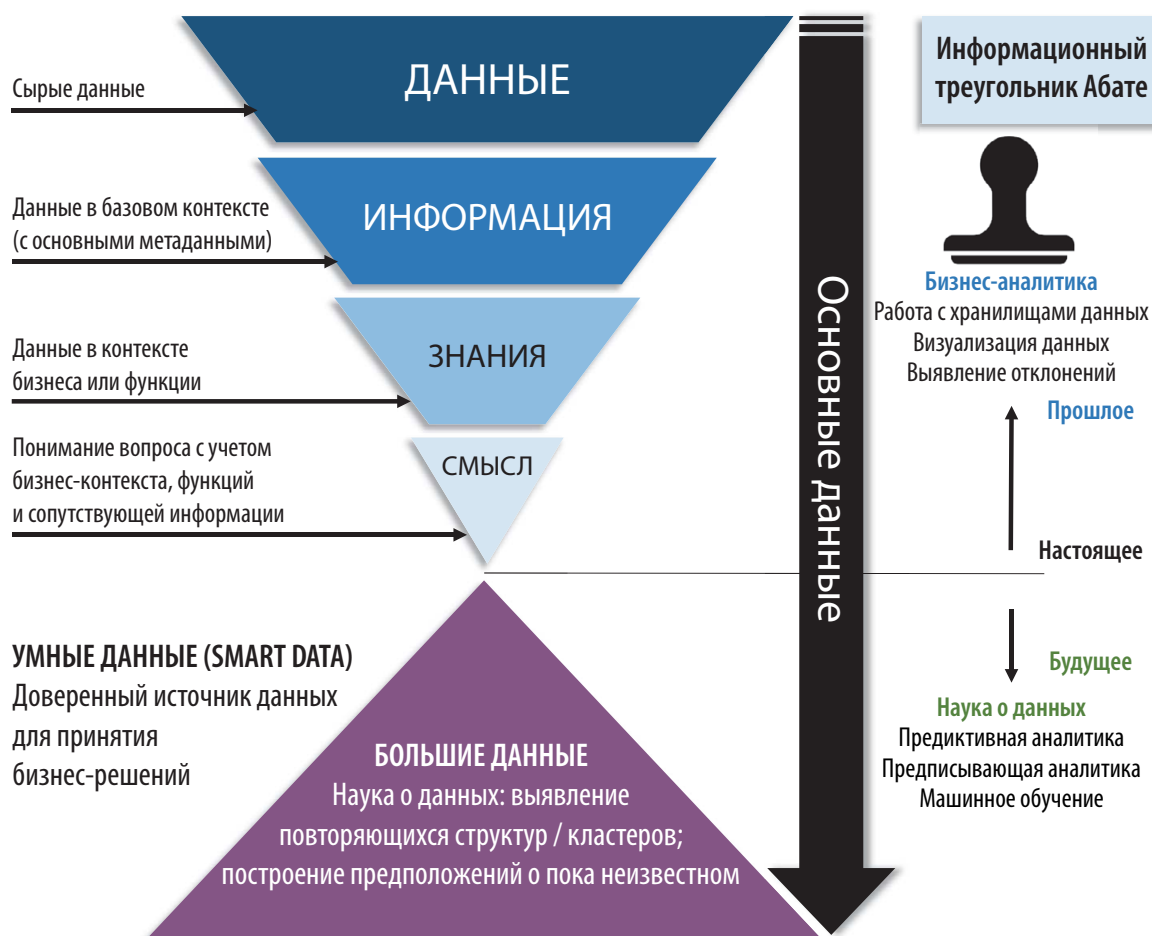 Информационный
треугольник Абате
ДАННЫЕ
Сырые данные
ИНФОРМАЦИЯ
Данные в базовом контексте
(с основными метаданными)
ЗНАНИЯ
Данные в контексте
бизнеса или функции
СМЫСЛ
Понимание вопроса с учетом
бизнес-контекста, функций
и сопутствующей информации
УМНЫЕ ДАННЫЕ (SMART DATA)
Доверенный источник данных
для принятия
бизнес-решений
БОЛЬШИЕ ДАННЫЕ
Наука о данных: выявление
повторяющихся структур / кластеров;
построение предположений о пока неизвестном
Основные данные
Бизнес-аналитика
Работа с хранилищами данных
Визуализация данных
Выявление отклонений
Прошлое
Настоящее
Будущее
Наука о данных
Предиктивная аналитика
Предписывающая аналитика
Машинное обучение